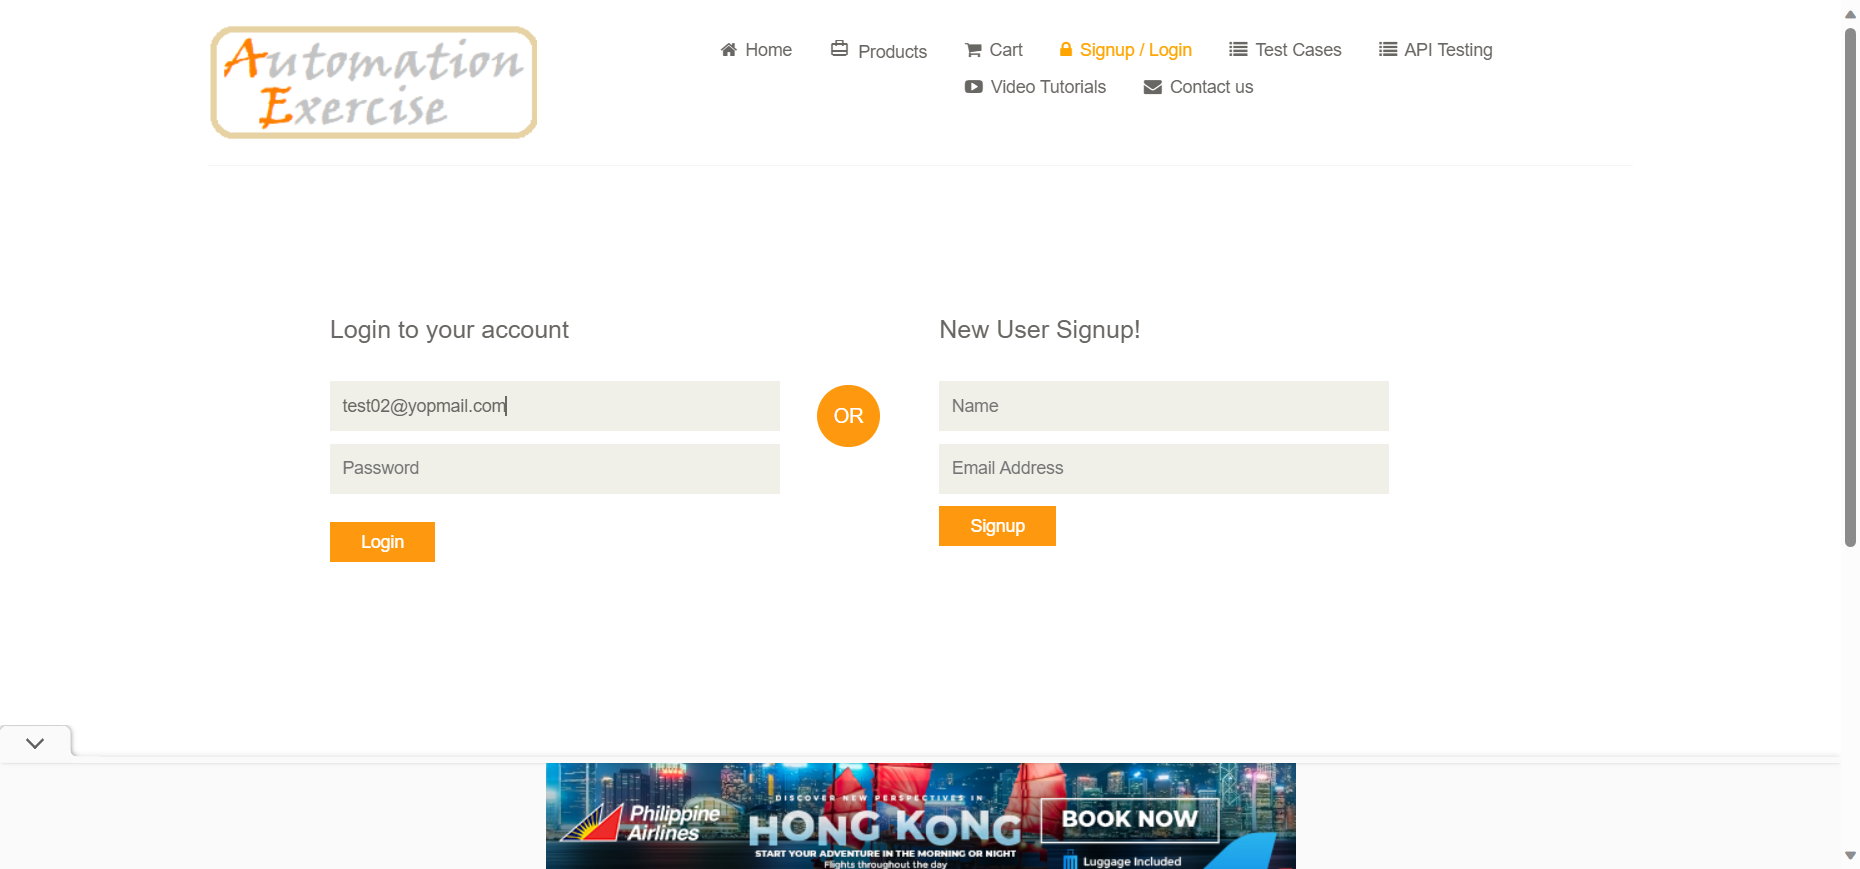 Automation
Exercise
Home
Products
Cart
Signup / Login
Test Cases
API Testing
Video Tutorials
Contact us
Login to your account
New User Signup!
test02@yopmail.com
OR
Name
Password
Email Address
Login
Signup
Philippine
Airlines
DISCOVER NEW PERSPECTIVES IN
HONG KONG
START YOUR ADVENTURE IN THE MORNING OR NIGHT
Flights throughout the day
BOOK NOW
Luggage Included